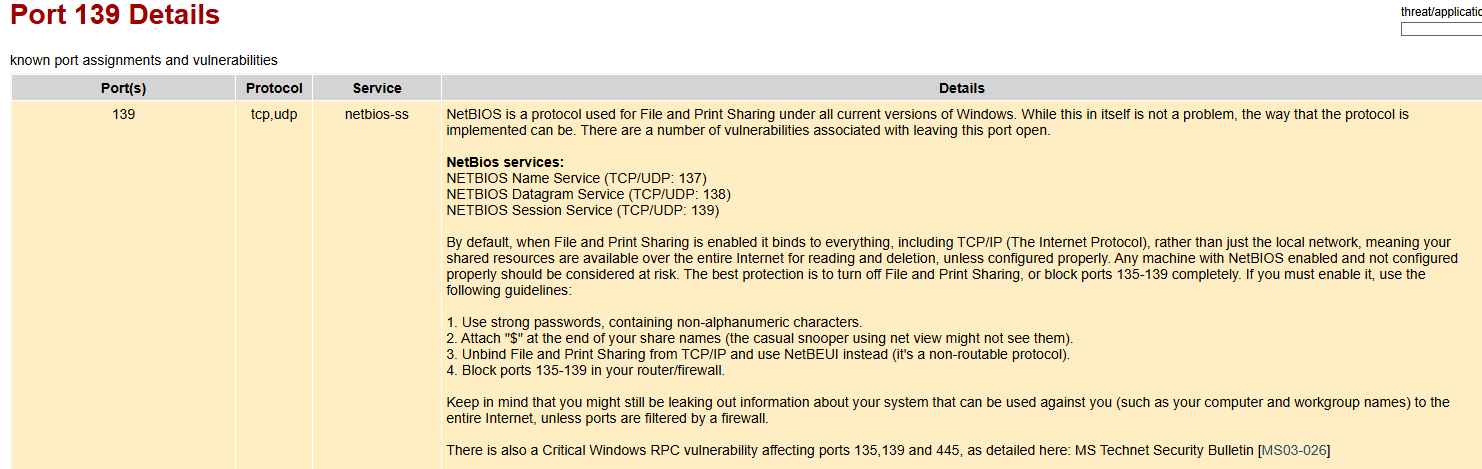 Port 139 Details
threat/applicatio
known port assignments and vulnerabilities
Port(s) Protocol Service Details
139 tcp,udp netbios-ss NetBIOS is a protocol used for File and Print Sharing under all current versions of Windows. While this in itself is not a problem, the way that the protocol is
implemented can be. There are a number of vulnerabilities associated with leaving this port open.
NetBios services:
NETBIOS Name Service (TCP/UDP: 137)
NETBIOS Datagram Service (TCP/UDP: 138)
NETBIOS Session Service (TCP/UDP: 139)
By default, when File and Print Sharing is enabled it binds to everything, including TCP/IP (The Internet Protocol), rather than just the local network, meaning your
shared resources are available over the entire Internet for reading and deletion, unless configured properly. Any machine with NetBIOS enabled and not configured
properly should be considered at risk. The best protection is to turn off File and Print Sharing, or block ports 135-139 completely. If you must enable it, use the
following guidelines:
1. Use strong passwords, containing non-alphanumeric characters.
2. Attach "$" at the end of your share names (the casual snooper using net view might not see them).
3. Unbind File and Print Sharing from TCP/IP and use NetBEUI instead (it's a non-routable protocol).
4. Block ports 135-139 in your router/firewall.
Keep in mind that you might still be leaking out information about your system that can be used against you (such as your computer and workgroup names) to the
entire Internet, unless ports are filtered by a firewall.
There is also a Critical Windows RPC vulnerability affecting ports 135,139 and 445, as detailed here: MS Technet Security Bulletin [MS03-026]